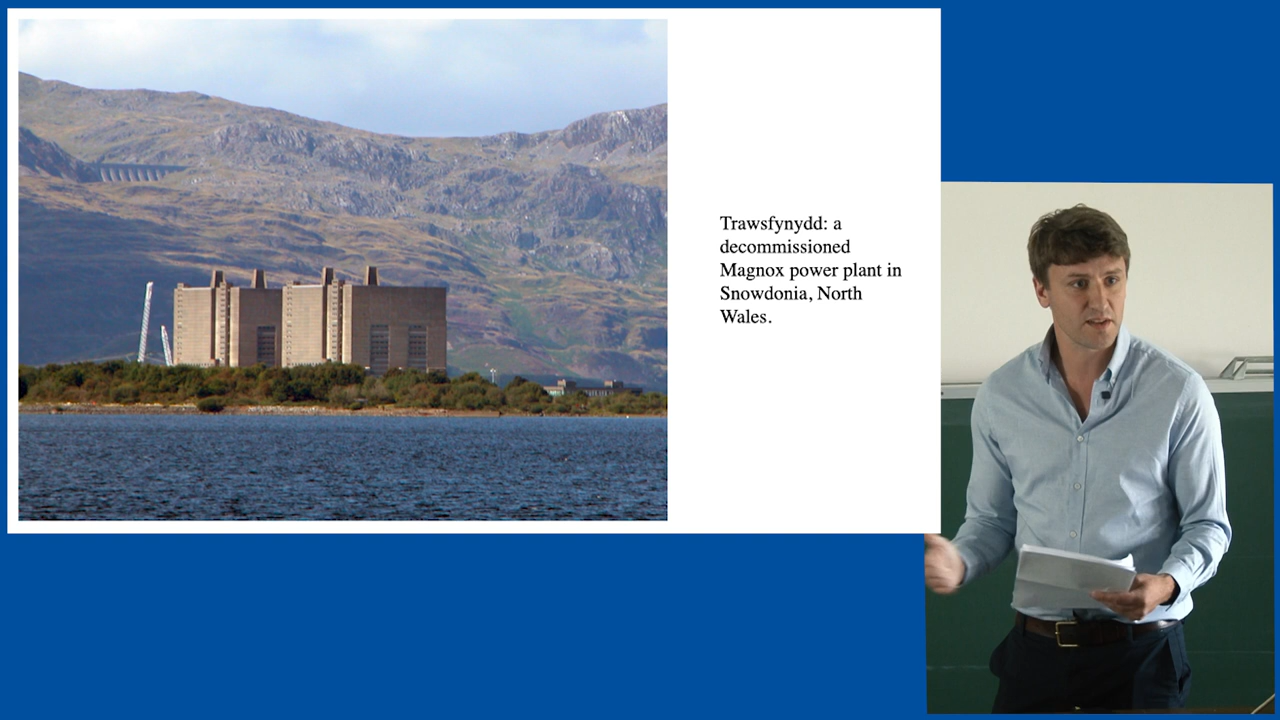 Trawsfynydd: a
decommissioned
Magnox power plant in
Snowdonia, North
Wales.